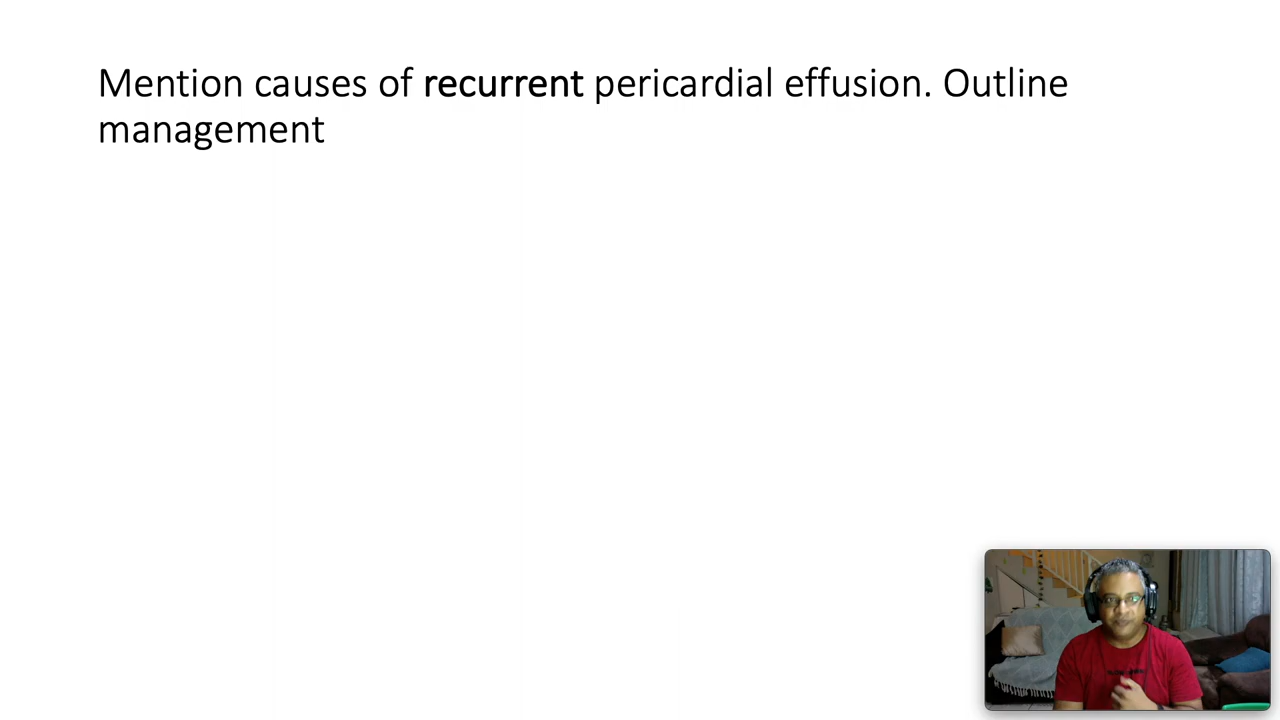 Mention causes of recurrent pericardial effusion. Outline
management